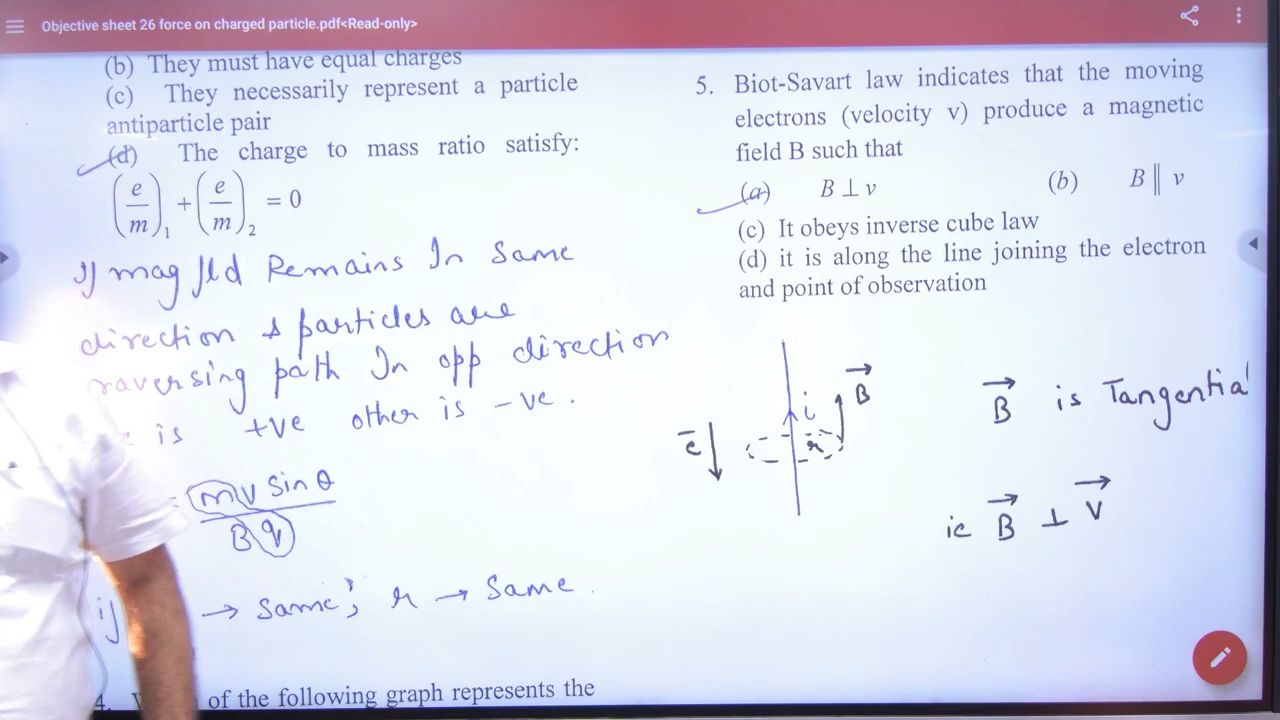 Objective sheet 26 force on charged particle.pdf<Read-only>
(b) They must have equal charges
(c) They necessarily represent a particle
antiparticle pair
(d) The charge to mass ratio satisfy:
(e/m)₁ + (e/m)₂ = 0
If mag fld Remains In Same
direction & particles are
raversing path In opp direction
is +ve other is -ve.
= mv Sin θ / B q
if → Same; r → Same.
4. of the following graph represents the
5. Biot-Savart law indicates that the moving
electrons (velocity v) produce a magnetic
field B such that
(a) B ⊥ v (b) B ∥ v
(c) It obeys inverse cube law
(d) it is along the line joining the electron
and point of observation
e⁻ i r B⃗
B⃗ is Tangential
ie B⃗ ⊥ V⃗